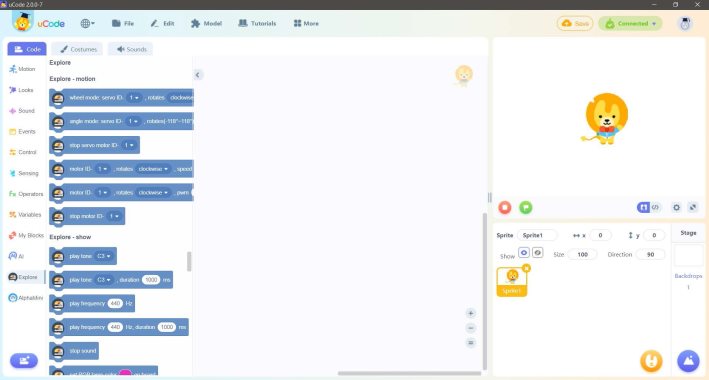 uCode 2.0.0-7
uCode File Edit Model Tutorials More Save Connected
Code Costumes Sounds
Motion
Looks
Sound
Events
Control
Sensing
Operators
Variables
My Blocks
AI
Explore
AlphaMini
Explore
Explore - motion
wheel mode: servo ID- 1 , rotates clockwise
angle mode: servo ID- 1 , rotates(-118°~118°)
stop servo motor ID- 1
motor ID- 1 , rotates clockwise , speed
motor ID- 1 , rotates clockwise , pwm
stop motor ID- 1
Explore - show
play tone C3
play tone C3 , duration 1000 ms
play frequency 440 Hz
play frequency 440 Hz, duration 1000 ms
stop sound
Sprite Sprite1 x 0 y 0
Show Size 100 Direction 90
Sprite1
Stage
Backdrops
1